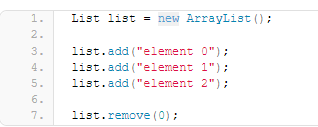 1. List list = new ArrayList();
2.
3. list.add("element 0");
4. list.add("element 1");
5. list.add("element 2");
6.
7. list.remove(0);